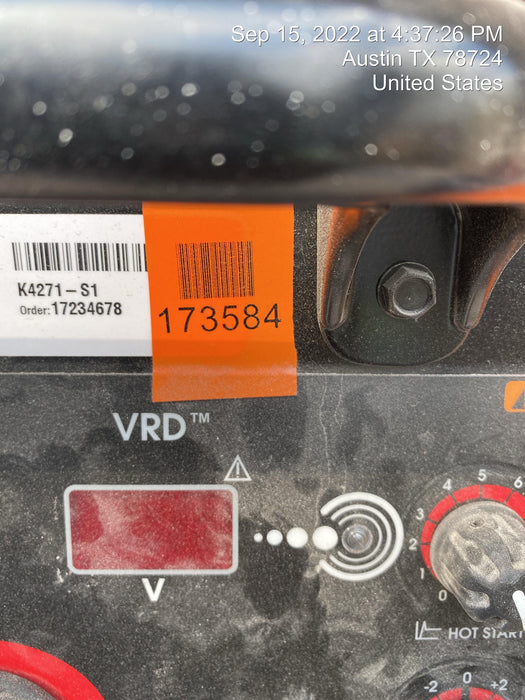 Sep 15, 2022 at 4:37:26 PM
Austin TX 78724
United States
K4271-S1
Order:17234678
173584
VRD™
V
0
1
2
3
4
5
6
HOT START
-2
0
+2